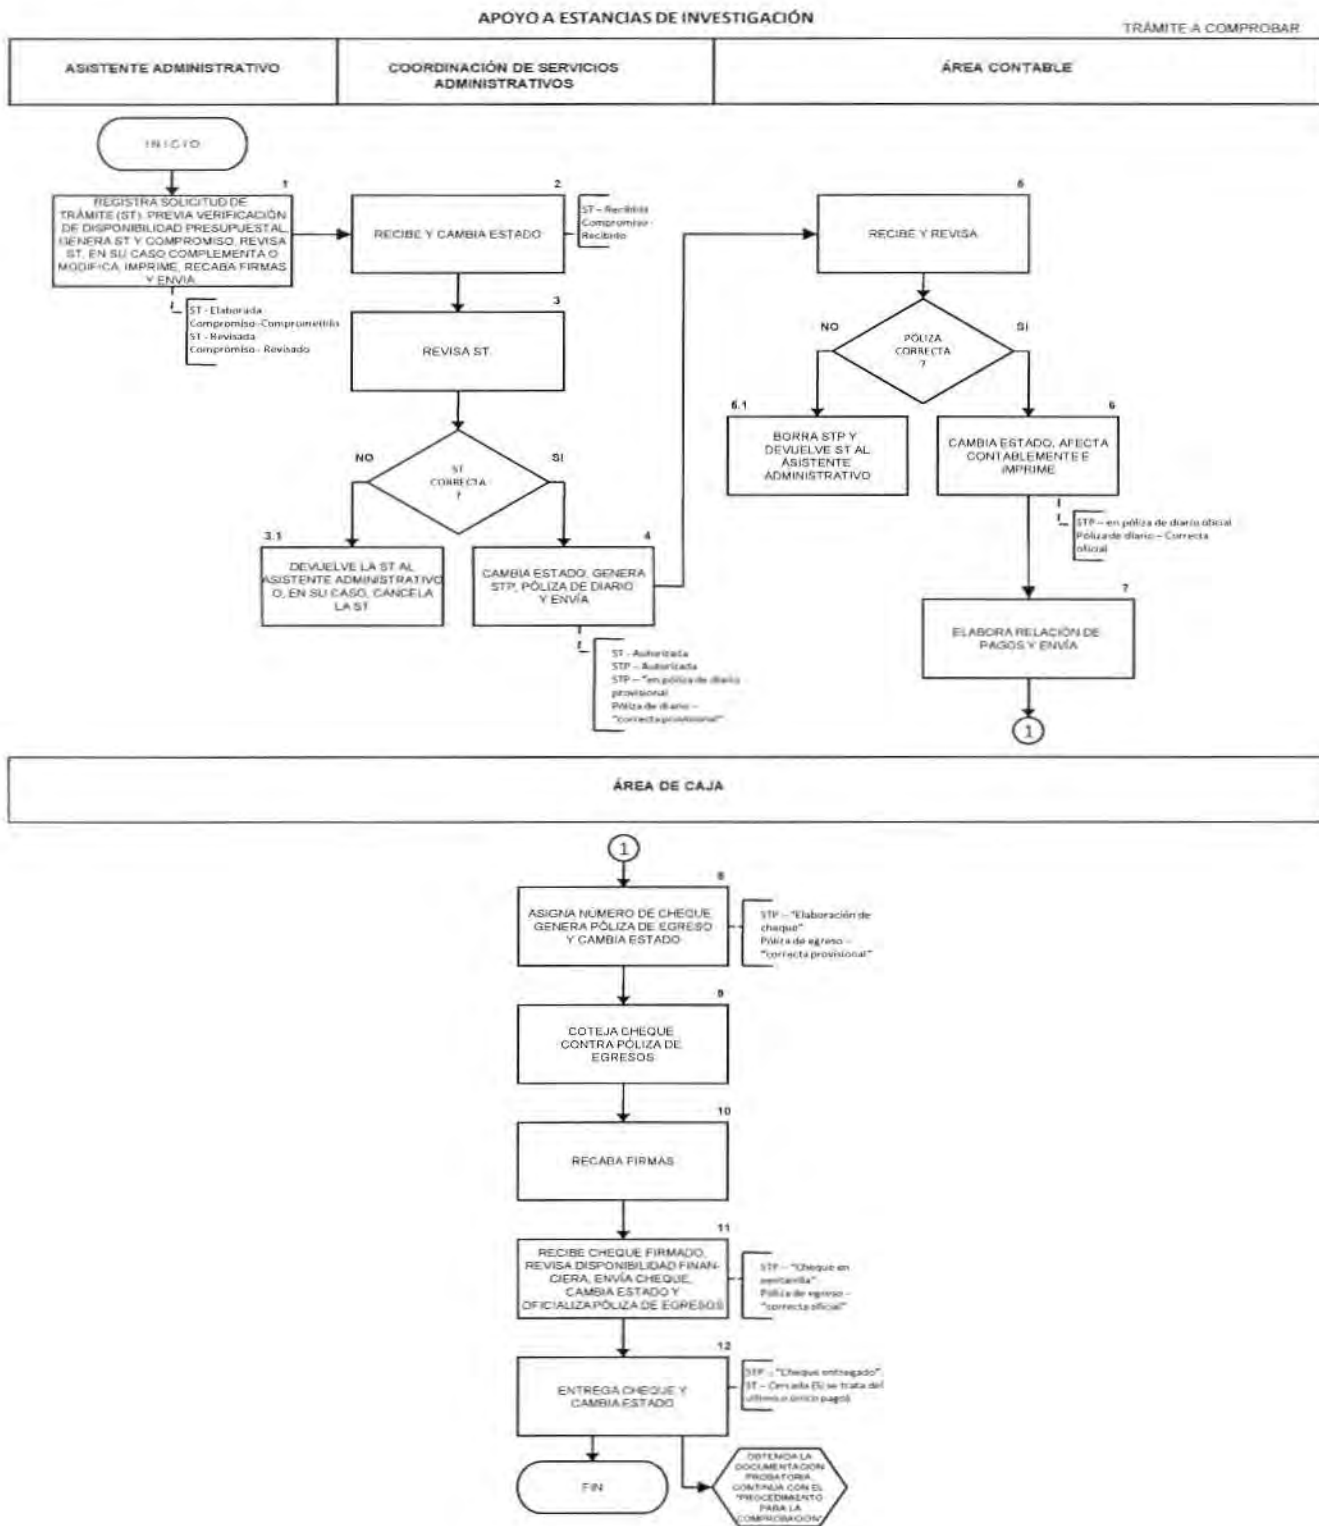 APOYO A ESTANCIAS DE INVESTIGACIÓN
TRÁMITE A COMPROBAR
ASISTENTE ADMINISTRATIVO
COORDINACIÓN DE SERVICIOS
ADMINISTRATIVOS
ÁREA CONTABLE
INICIO
1
REGISTRA SOLICITUD DE
TRÁMITE (ST). PREVIA VERIFICACIÓN
DE DISPONIBILIDAD PRESUPUESTAL,
GENERA ST Y COMPROMISO, REVISA
ST, EN SU CASO COMPLEMENTA O
MODIFICA, IMPRIME, RECABA FIRMAS
Y ENVIA
ST - Elaborada
Compromiso-Comprometido
ST - Revisada
Compromiso - Revisado
2
RECIBE Y CAMBIA ESTADO
ST – Recibida
Compromiso -
Recibido
3
REVISA ST.
ST
CORRECTA
?
NO
SI
3.1
DEVUELVE LA ST AL
ASISTENTE ADMINISTRATIVO
O, EN SU CASO, CANCELA
LA ST
4
CAMBIA ESTADO, GENERA
STP, PÓLIZA DE DIARIO
Y ENVÍA
ST - Autorizada
STP – Autorizada
STP – "en póliza de diario
provisional
Póliza de diario –
"correcta provisional"
5
RECIBE Y REVISA
NO
SI
PÓLIZA
CORRECTA
?
5.1
BORRA STP Y
DEVUELVE ST AL
ASISTENTE
ADMINISTRATIVO
6
CAMBIA ESTADO, AFECTA
CONTABLEMENTE E
IMPRIME
STP – en póliza de diario oficial
Póliza de diario – Correcta
oficial
7
ELABORA RELACIÓN DE
PAGOS Y ENVÍA
1
ÁREA DE CAJA
1
8
ASIGNA NÚMERO DE CHEQUE,
GENERA PÓLIZA DE EGRESO
Y CAMBIA ESTADO
STP – "Elaboración de
cheque"
Póliza de egreso –
"correcta provisional"
9
COTEJA CHEQUE
CONTRA PÓLIZA DE
EGRESOS
10
RECABA FIRMAS
11
RECIBE CHEQUE FIRMADO,
REVISA DISPONIBILIDAD FINAN-
CIERA, ENVÍA CHEQUE,
CAMBIA ESTADO Y
OFICIALIZA PÓLIZA DE EGRESOS
STP – "Cheque en
ventanilla"
Póliza de egreso –
"correcta oficial"
12
ENTREGA CHEQUE Y
CAMBIA ESTADO
STP – "Cheque entregado"
ST – Cerrada (Si se trata del
último o único pago)
FIN
OBTENIDA LA
DOCUMENTACIÓN
PROBATORIA,
CONTINÚA CON EL
"PROCEDIMIENTO
PARA LA
COMPROBACIÓN"